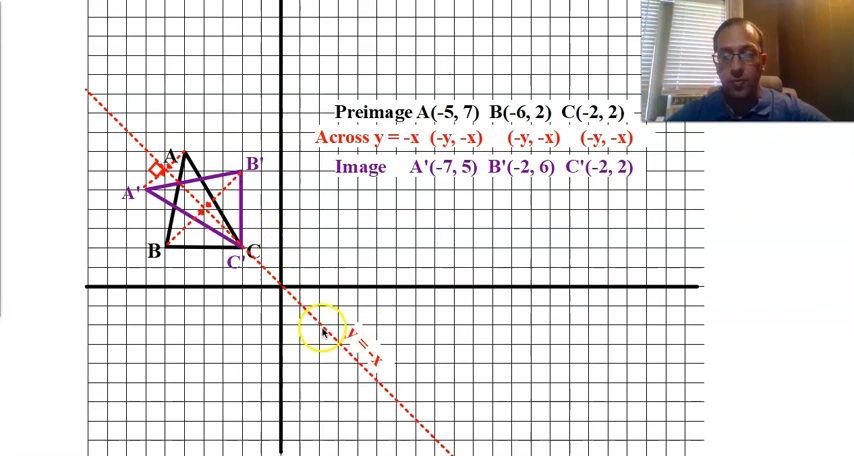 Preimage A(-5, 7) B(-6, 2) C(-2, 2)
Across y = -x (-y, -x) (-y, -x) (-y, -x)
Image A'(-7, 5) B'(-2, 6) C'(-2, 2)
A
B'
A'
B
C
C'
y = -x